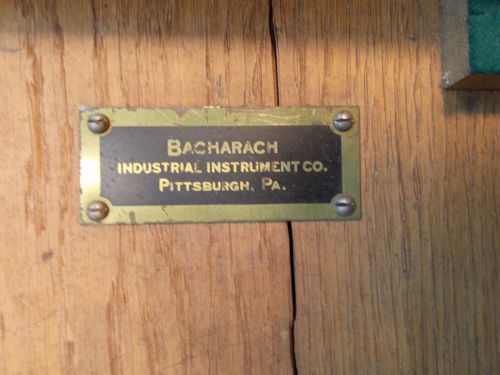 BACHARACH
INDUSTRIAL INSTRUMENT CO.
PITTSBURGH, PA.